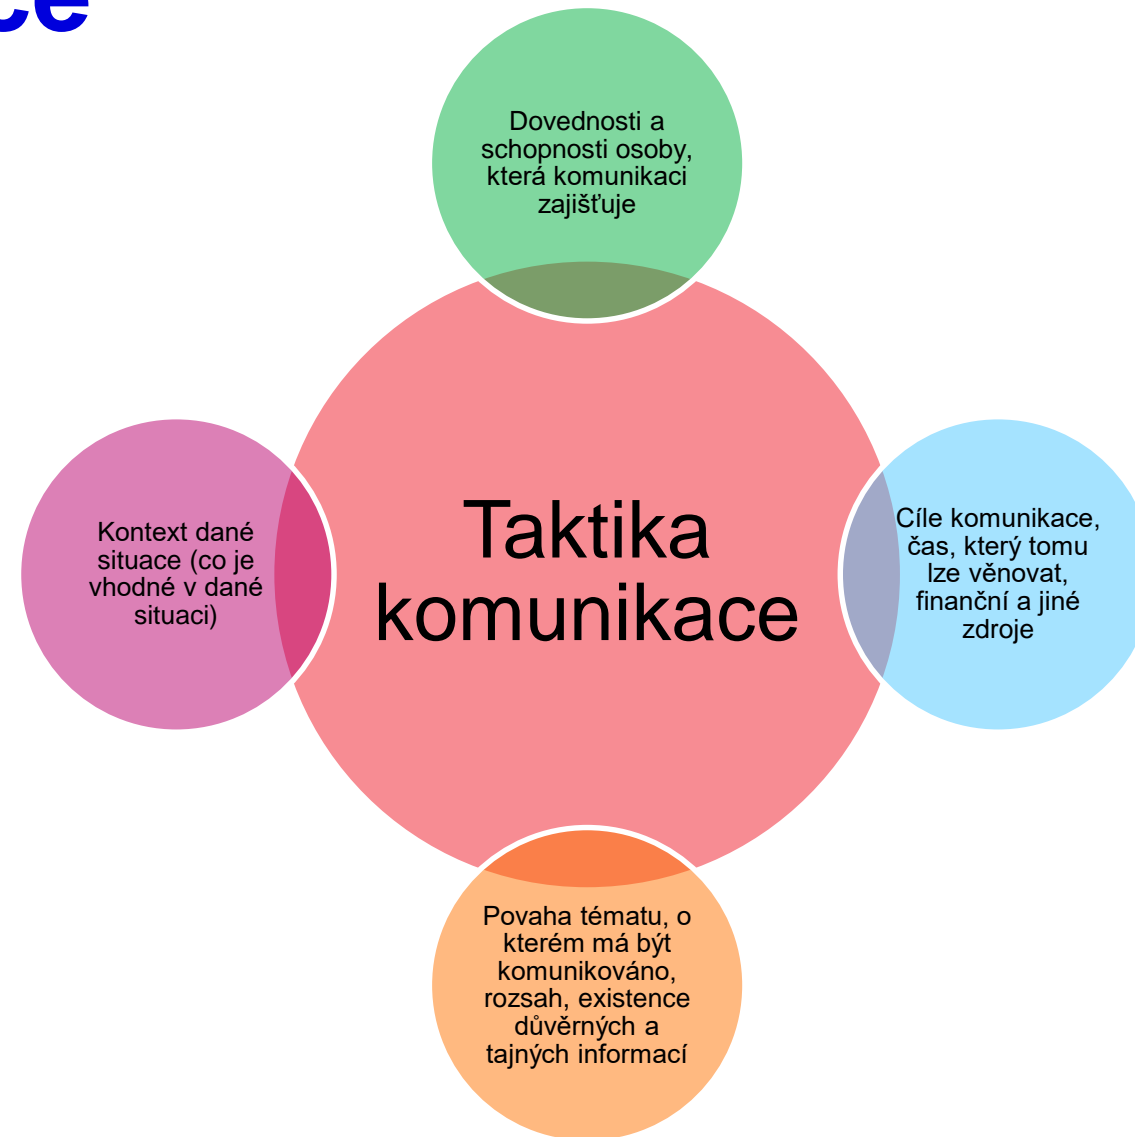 ce
Dovednosti a
schopnosti osoby,
která komunikaci
zajišťuje
Taktika
komunikace
Kontext dané
situace (co je
vhodné v dané
situaci)
Cíle komunikace,
čas, který tomu
lze věnovat,
finanční a jiné
zdroje
Povaha tématu, o
kterém má být
komunikováno,
rozsah, existence
důvěrných a
tajných informací